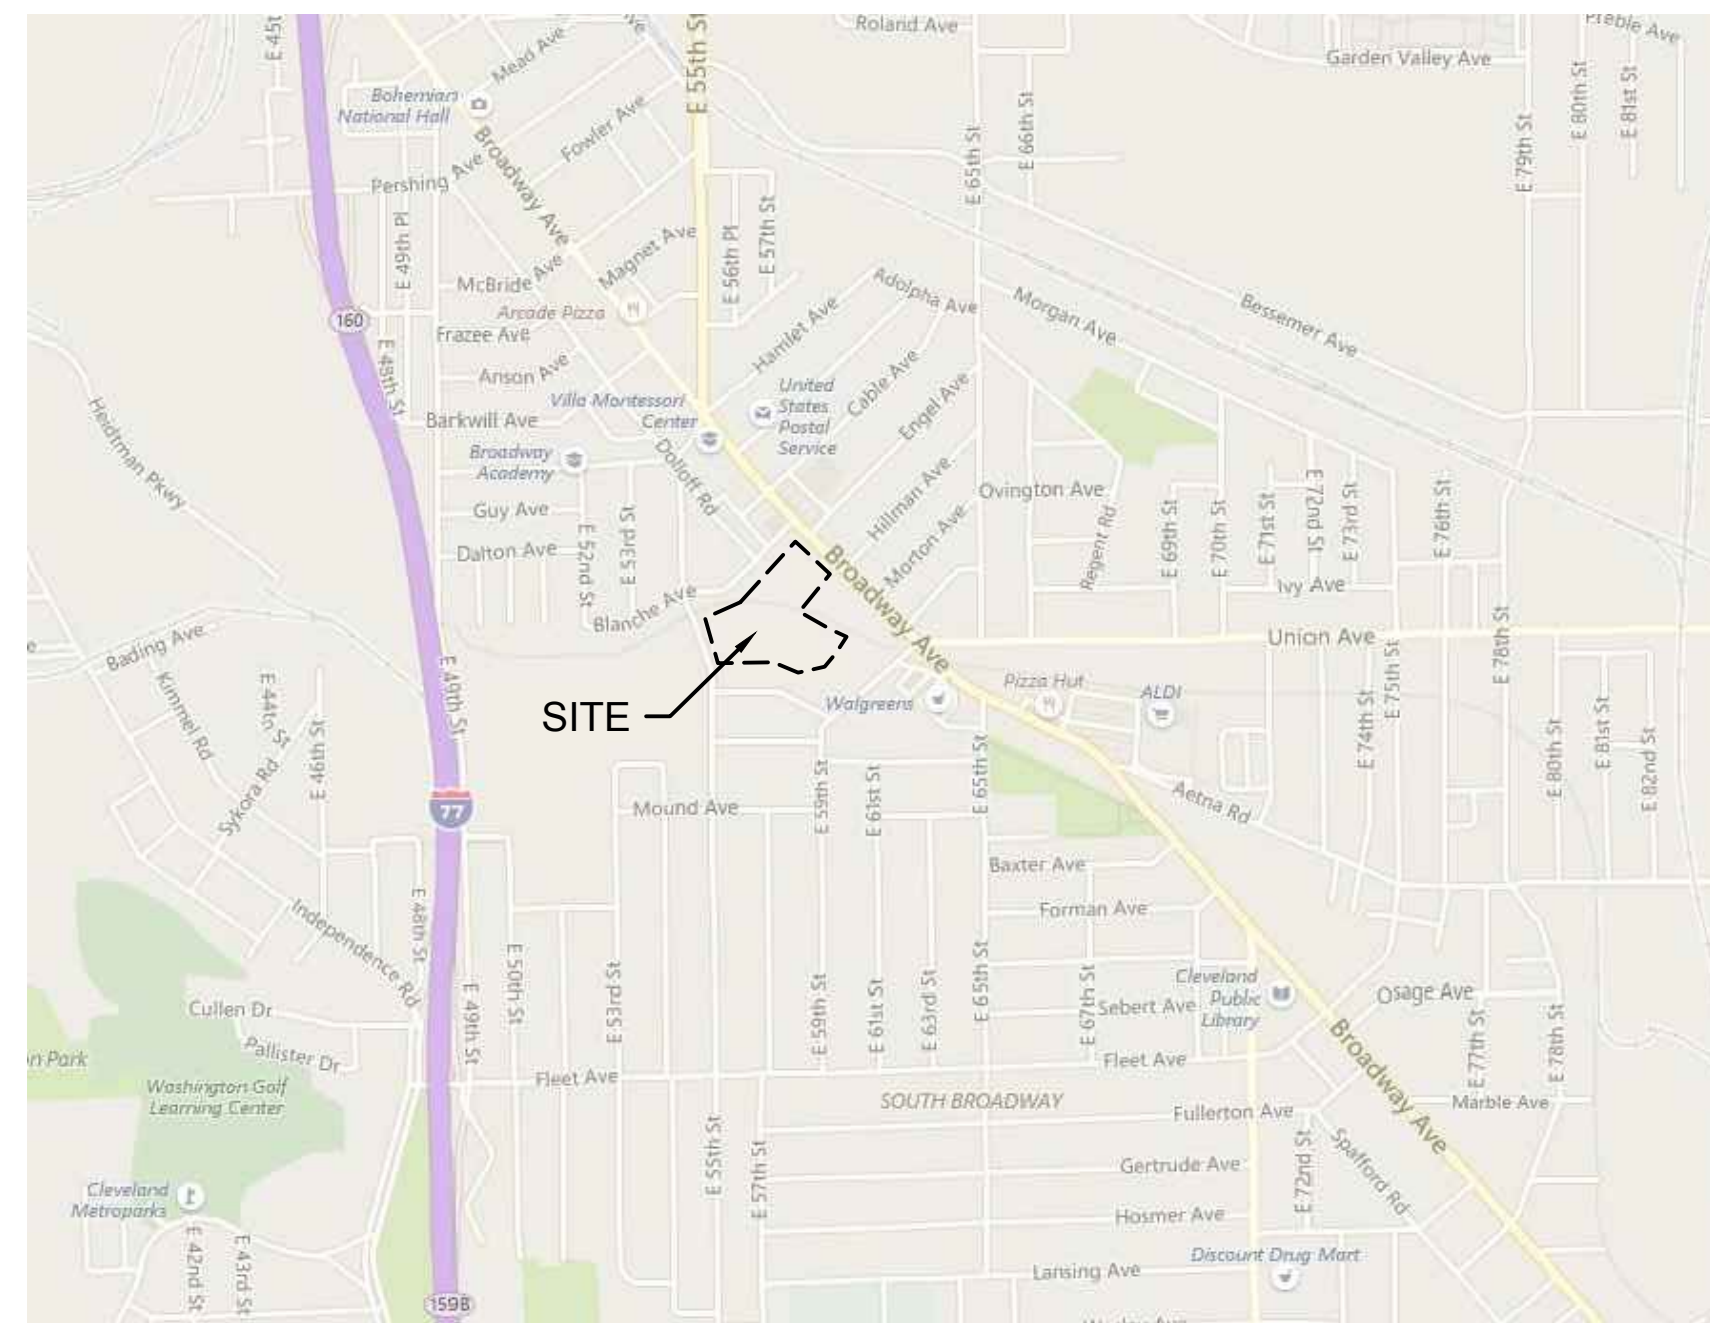 E 45t
Mead Ave
ve
E 55th St
Roland Ave
Garden Valley Ave
Preble Ave
Bohemian
National Hall
Broadway Ave
Fowler Ave
E 65th St
E 66th St
E 79th St
E 80th St
E 81st St
Pershing Ave
E 49th Pl
McBride Ave
Magnet Ave
E 56th Pl
E 57th St
Arcade Pizza
160
Frazee Ave
E 48th St
Anson Ave
Hamlet Ave
Adolpha Ave
Morgan Ave
Bessemer Ave
Villa Montessori
Center
United
States
Postal
Service
Cable Ave
Engel Ave
Barkwill Ave
Heidtman Pkwy
Broadway
Academy
Dolloff Rd
Guy Ave
Dalton Ave
E 52nd St
E 53rd St
Hillman Ave
Morton Ave
Ovington Ave
Regent Rd
E 69th St
E 70th St
E 71st St
E 72nd St
E 73rd St
E 76th St
Ivy Ave
Blanche Ave
Broadway Ave
Union Ave
E 75th St
E 78th St
e
Bading Ave
Kimmel Rd
E 44th St
E 46th St
Sykora Rd
E 49th St
SITE
Walgreens
Pizza Hut
ALDI
E 74th St
E 80th St
E 81st St
E 82nd St
77
Mound Ave
E 59th St
E 61st St
E 65th St
Aetna Rd
Baxter Ave
Forman Ave
Independence Rd
E 48th St
E 49th St
E 50th St
E 53rd St
E 59th St
E 61st St
E 63rd St
E 65th St
E 67th St
Sebert Ave
Cleveland
Public
Library
Osage Ave
Cullen Dr
Pallister Dr
n Park
Washington Golf
Learning Center
Fleet Ave
Fleet Ave
SOUTH BROADWAY
Fullerton Ave
Broadway Ave
E 77th St
E 78th St
Marble Ave
E 55th St
E 57th St
Gertrude Ave
E 72nd St
Spafford Rd
Cleveland
Metroparks
E 42nd St
E 43rd St
Hosmer Ave
Discount Drug Mart
Lansing Ave
159B